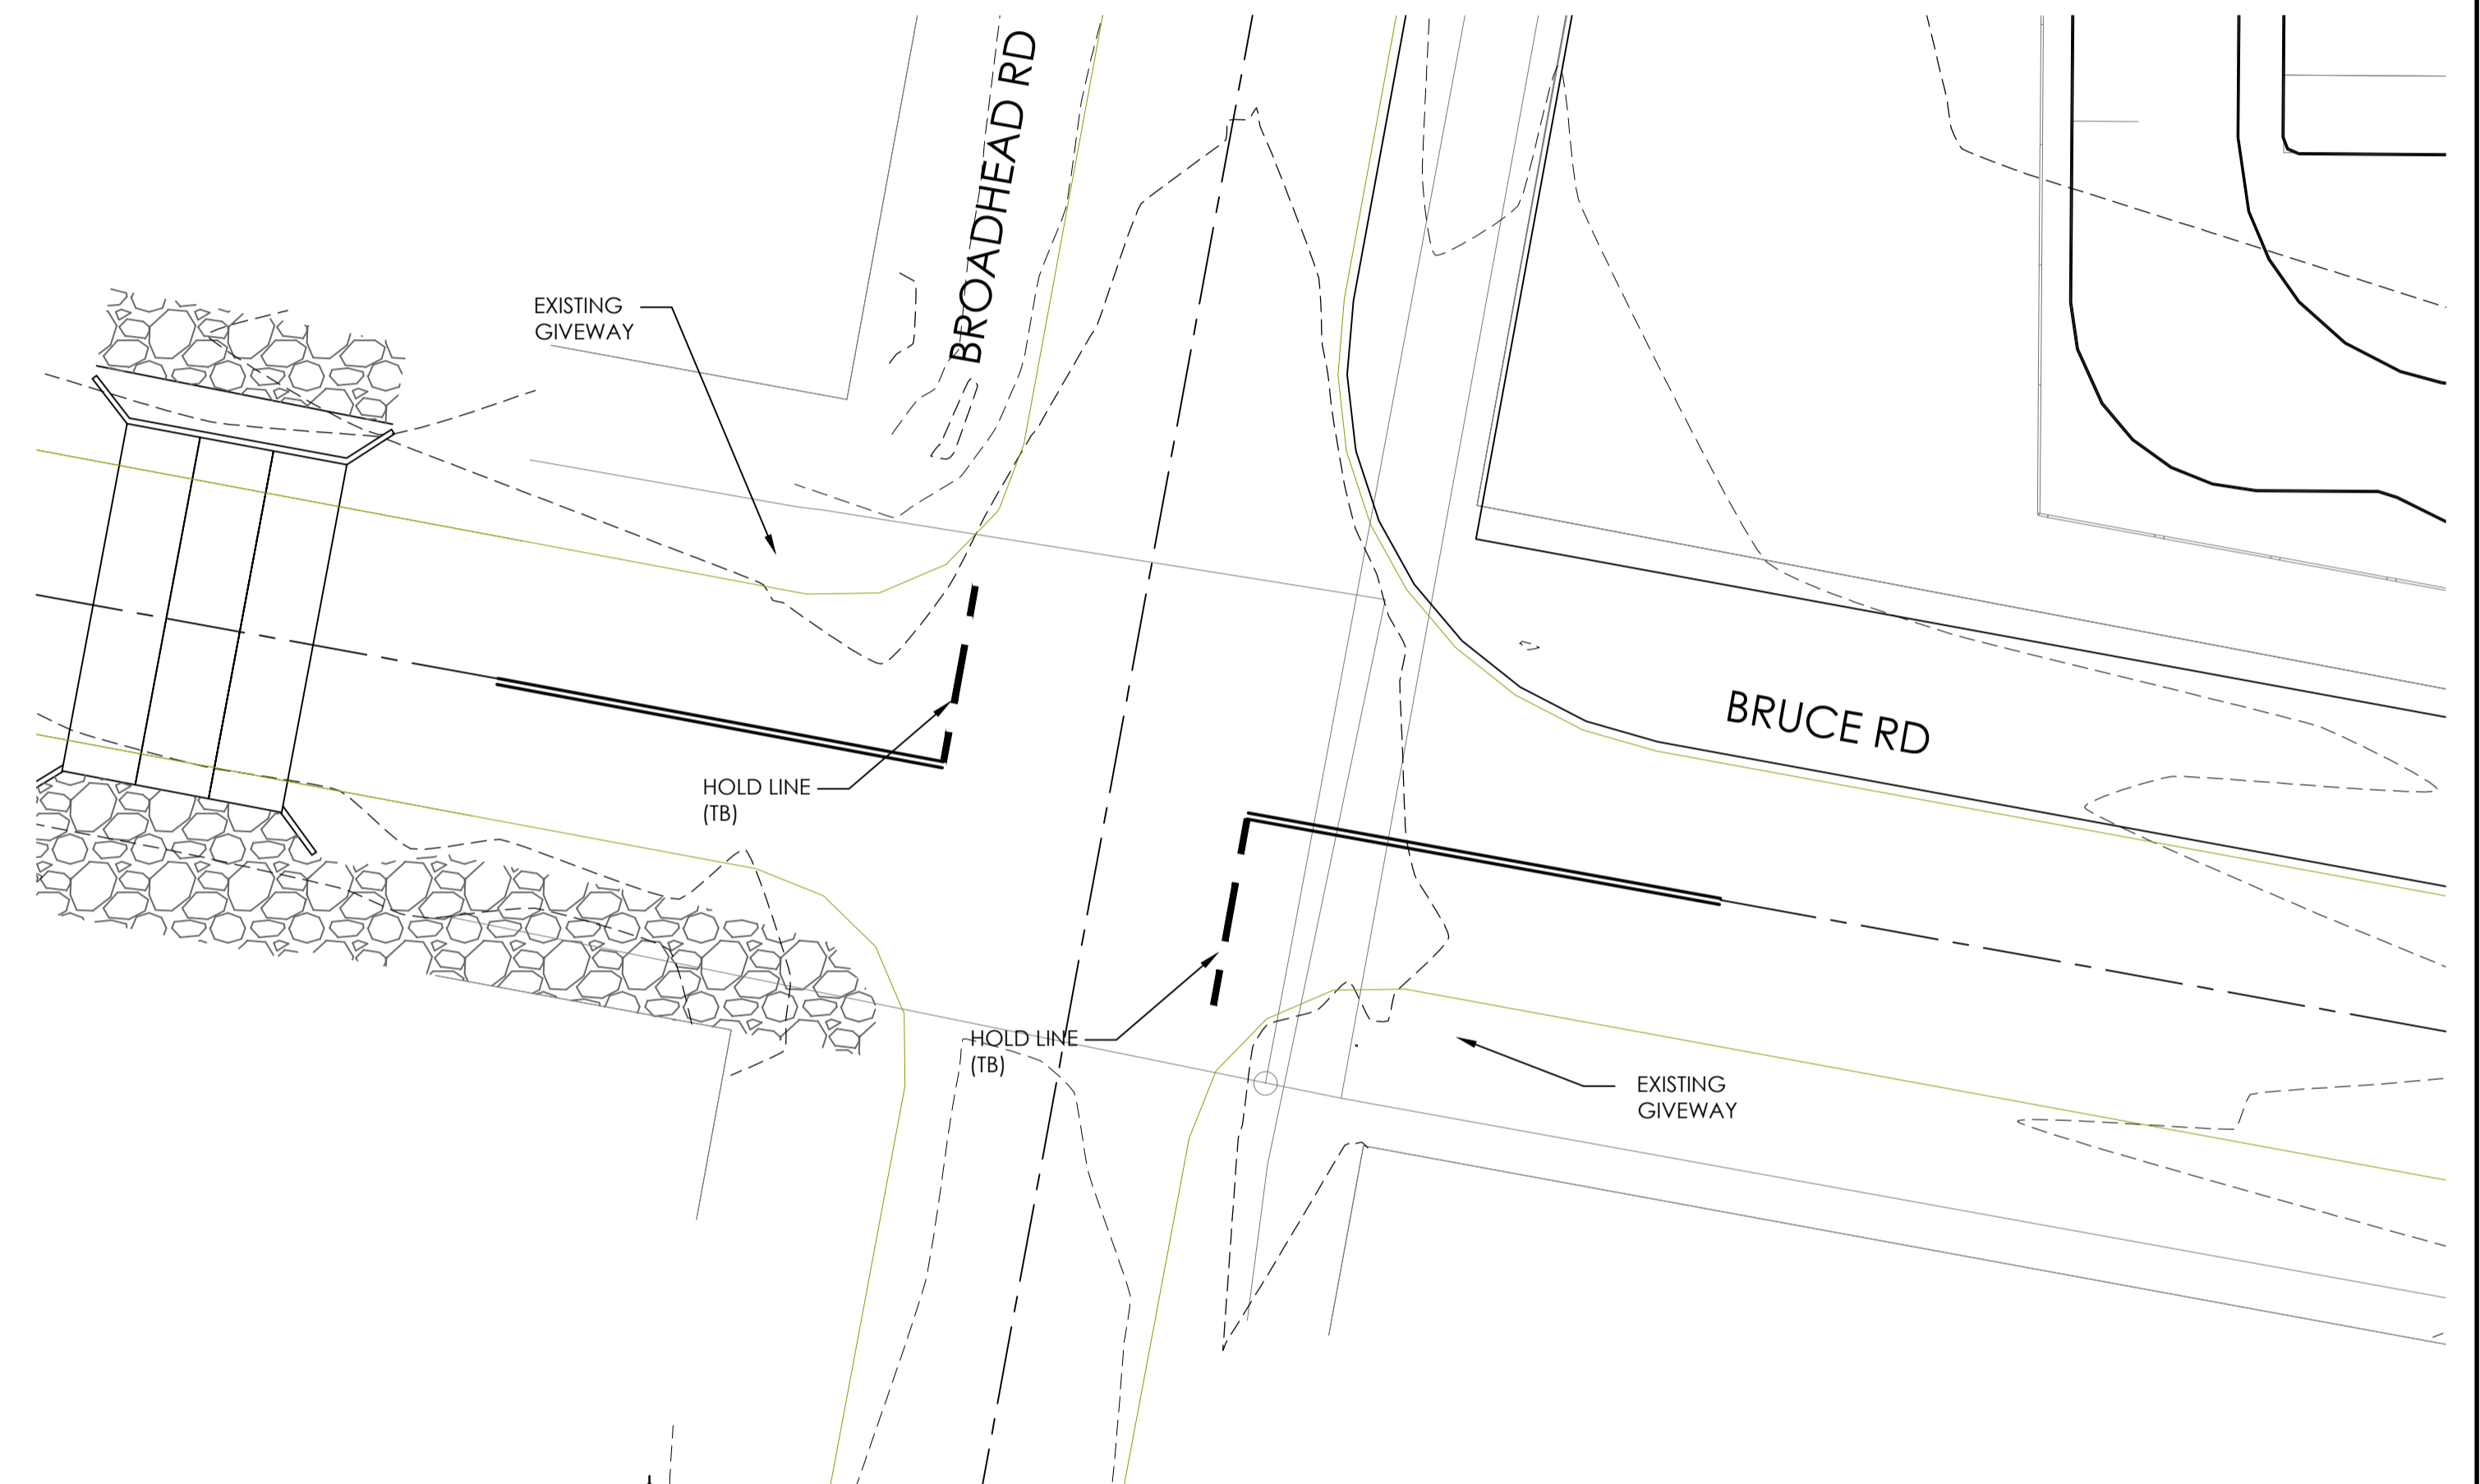 BROADHEAD RD
EXISTING
GIVEWAY
BRUCE RD
HOLD LINE
(TB)
HOLD LINE
(TB)
EXISTING
GIVEWAY